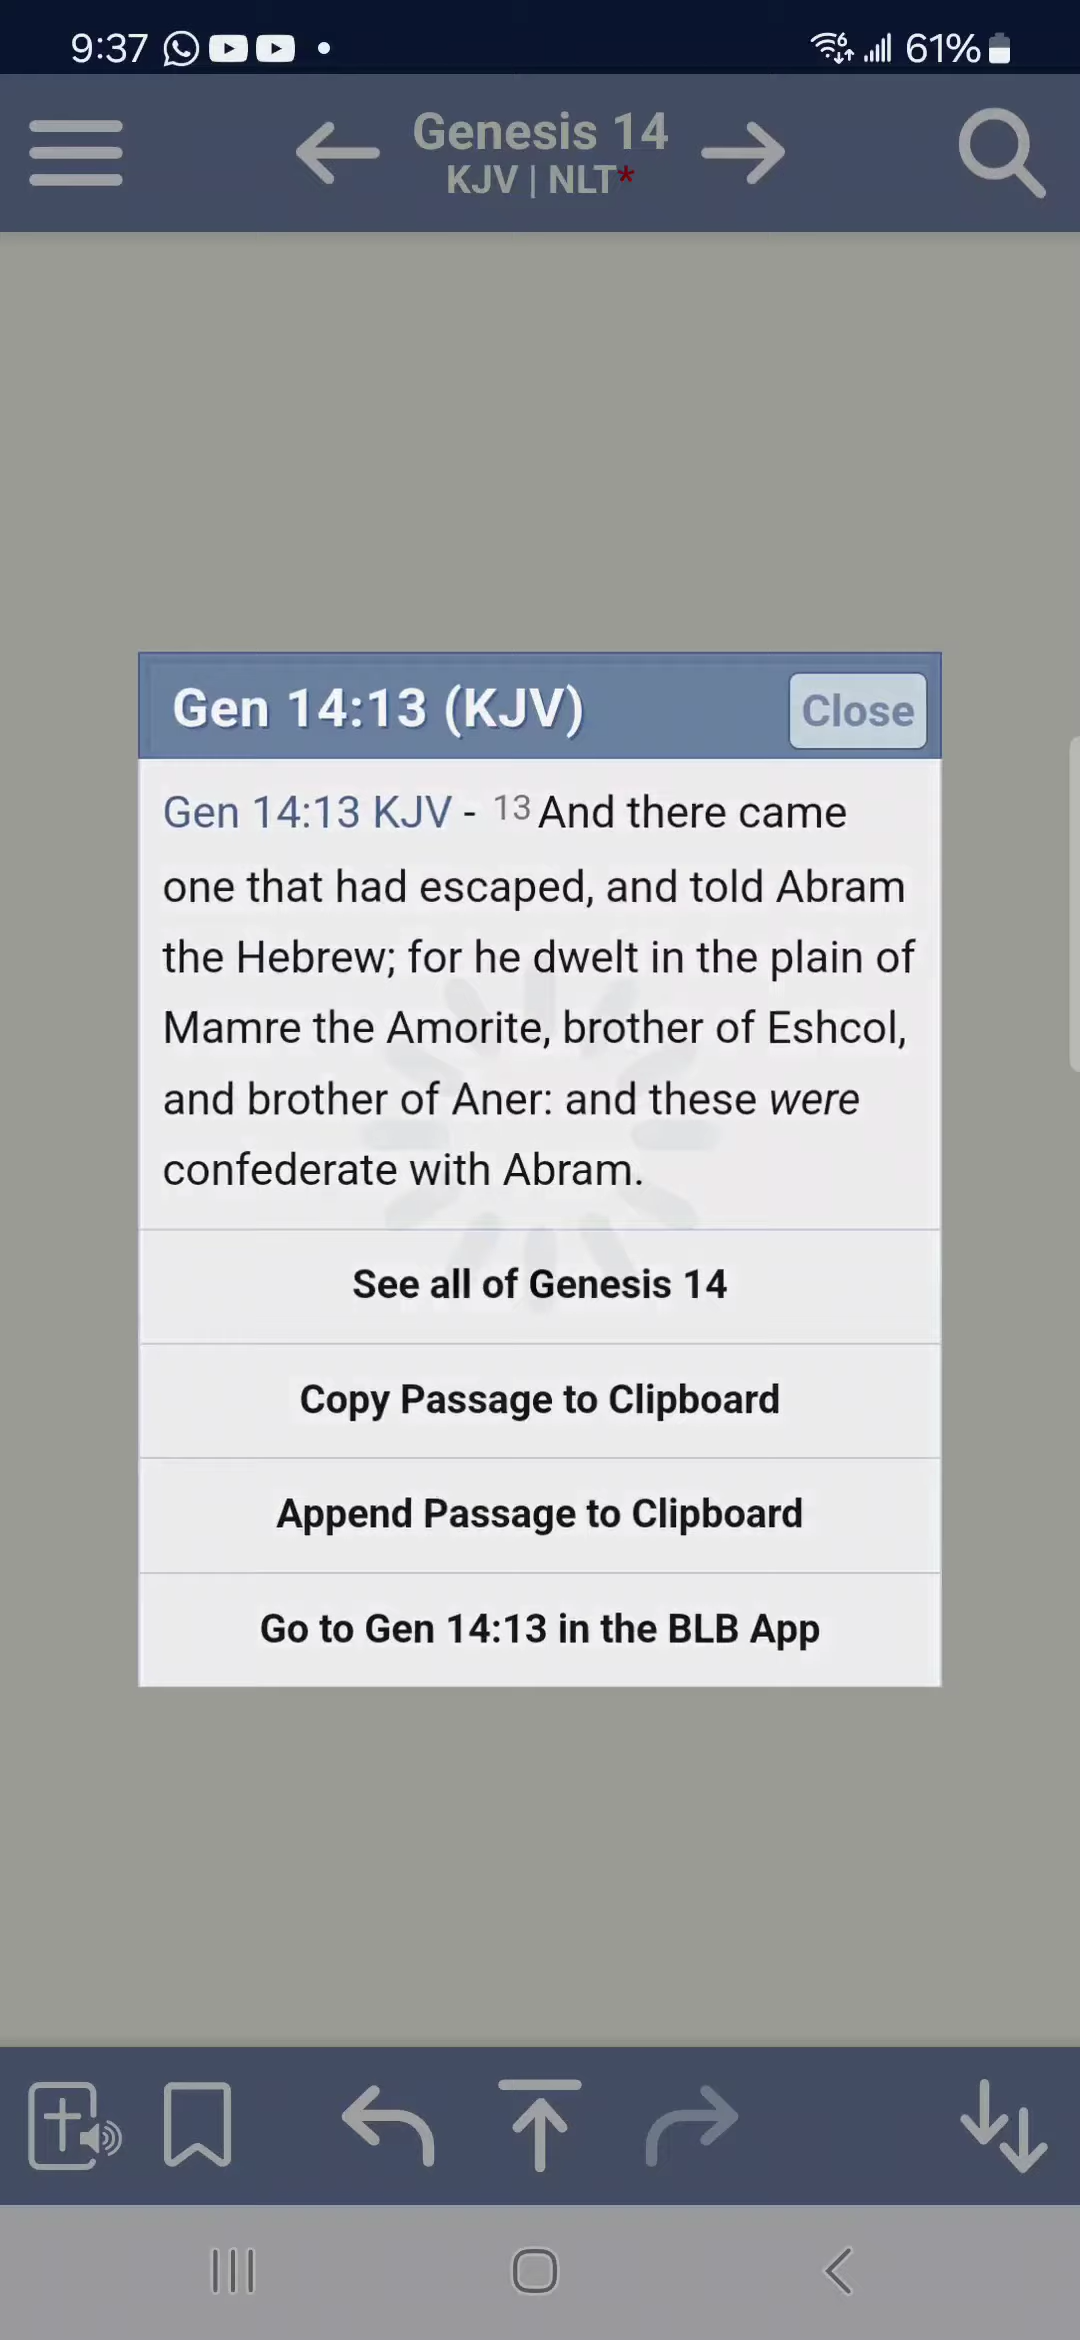 9:37
61%
Genesis 14
KJV | NLT*
Gen 14:13 (KJV)
Close
Gen 14:13 KJV - 13 And there came
one that had escaped, and told Abram
the Hebrew; for he dwelt in the plain of
Mamre the Amorite, brother of Eshcol,
and brother of Aner: and these were
confederate with Abram.
See all of Genesis 14
Copy Passage to Clipboard
Append Passage to Clipboard
Go to Gen 14:13 in the BLB App